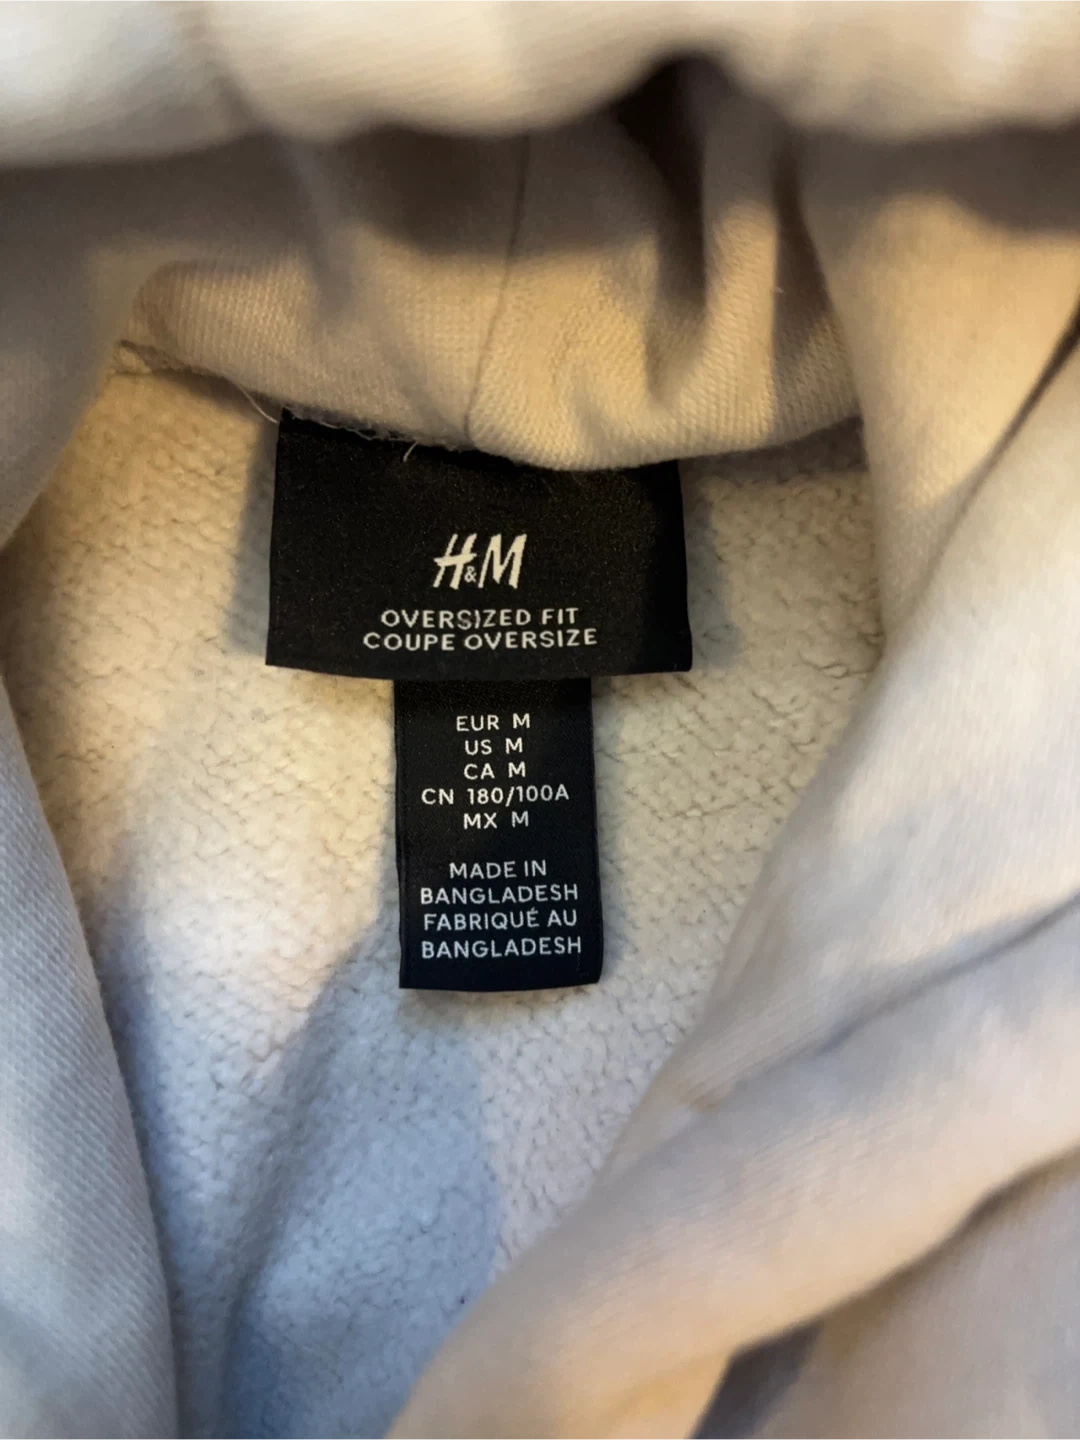 H&M
OVERSIZED FIT
COUPE OVERSIZE
EUR M
US M
CA M
CN 180/100A
MX M
MADE IN
BANGLADESH
FABRIQUÉ AU
BANGLADESH